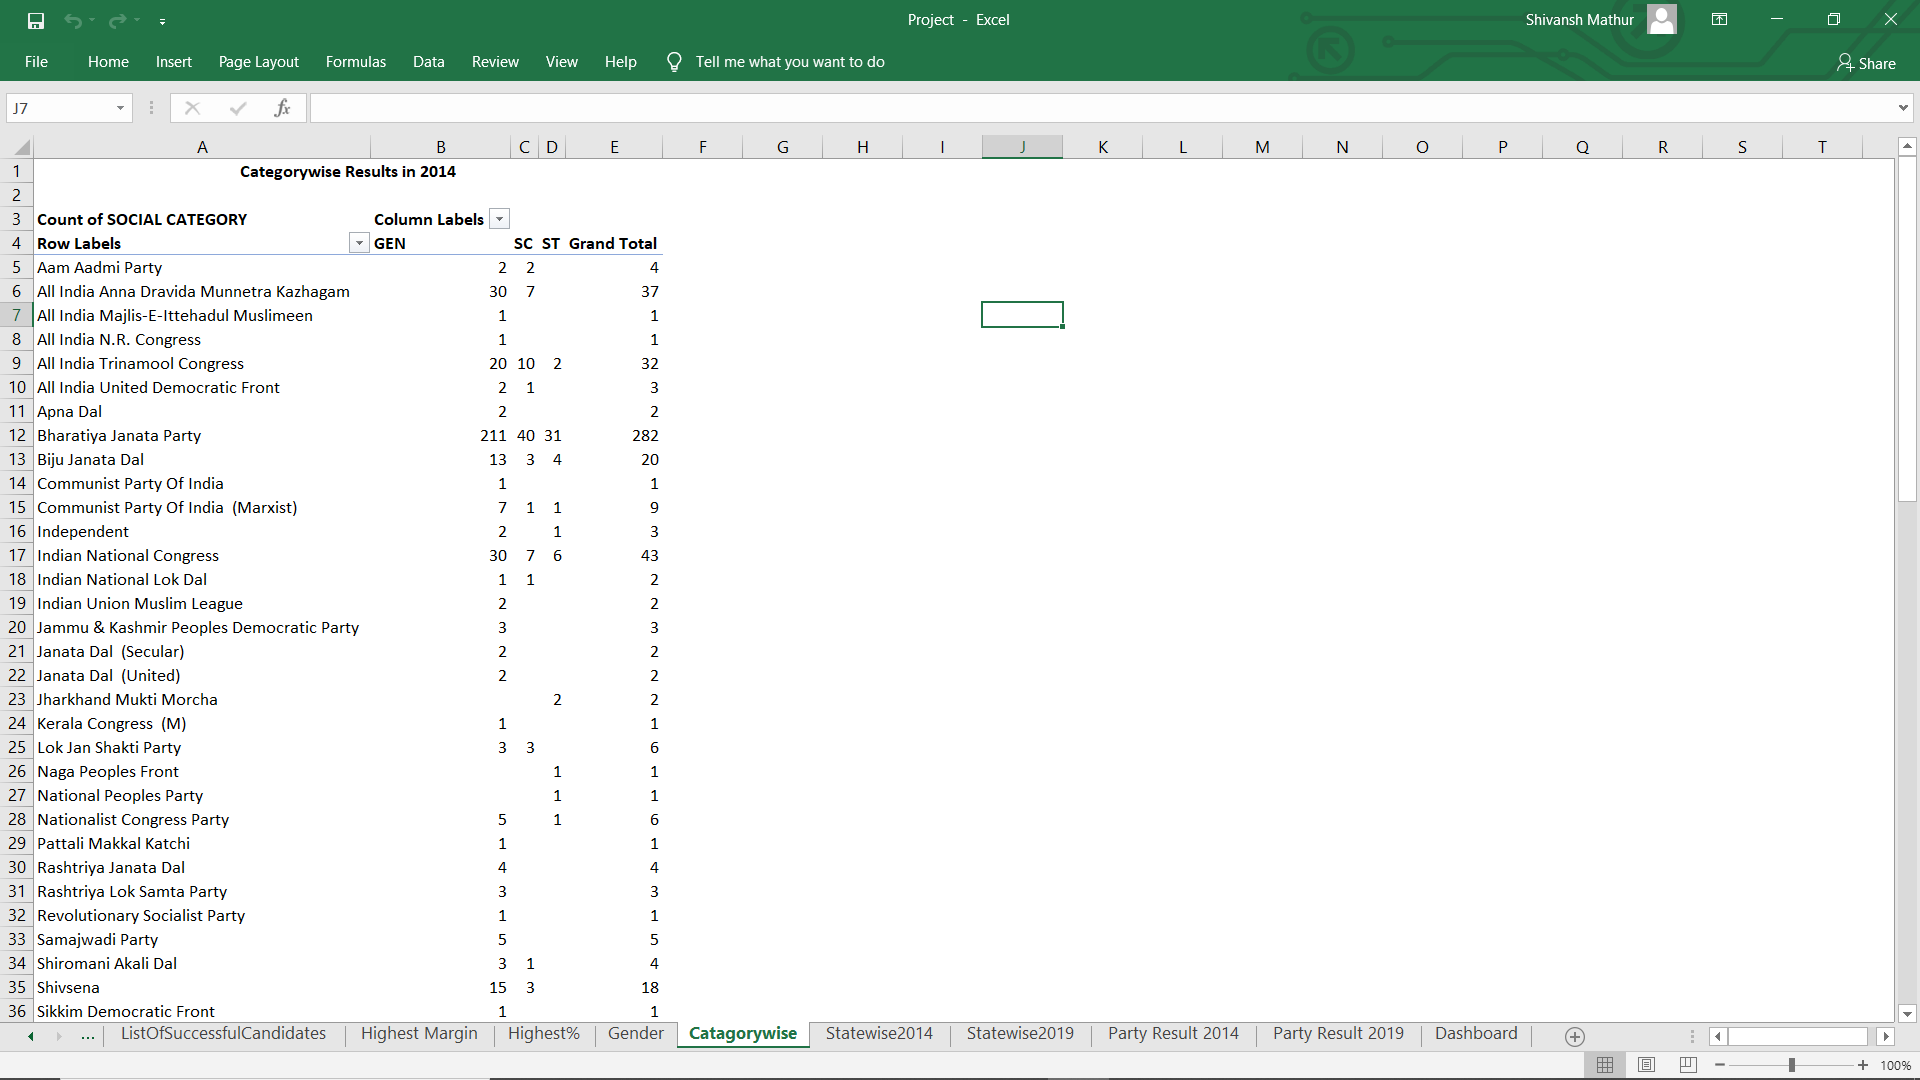 Project - Excel
Shivansh Mathur
File Home Insert Page Layout Formulas Data Review View Help Tell me what you want to do
Share
J7
fx
A B C D E F G H I J K L M N O P Q R S T
1 Categorywise Results in 2014
2
3 Count of SOCIAL CATEGORY Column Labels
4 Row Labels GEN SC ST Grand Total
5 Aam Aadmi Party 2 2 4
6 All India Anna Dravida Munnetra Kazhagam 30 7 37
7 All India Majlis-E-Ittehadul Muslimeen 1 1
8 All India N.R. Congress 1 1
9 All India Trinamool Congress 20 10 2 32
10 All India United Democratic Front 2 1 3
11 Apna Dal 2 2
12 Bharatiya Janata Party 211 40 31 282
13 Biju Janata Dal 13 3 4 20
14 Communist Party Of India 1 1
15 Communist Party Of India (Marxist) 7 1 1 9
16 Independent 2 1 3
17 Indian National Congress 30 7 6 43
18 Indian National Lok Dal 1 1 2
19 Indian Union Muslim League 2 2
20 Jammu & Kashmir Peoples Democratic Party 3 3
21 Janata Dal (Secular) 2 2
22 Janata Dal (United) 2 2
23 Jharkhand Mukti Morcha 2 2
24 Kerala Congress (M) 1 1
25 Lok Jan Shakti Party 3 3 6
26 Naga Peoples Front 1 1
27 National Peoples Party 1 1
28 Nationalist Congress Party 5 1 6
29 Pattali Makkal Katchi 1 1
30 Rashtriya Janata Dal 4 4
31 Rashtriya Lok Samta Party 3 3
32 Revolutionary Socialist Party 1 1
33 Samajwadi Party 5 5
34 Shiromani Akali Dal 3 1 4
35 Shivsena 15 3 18
36 Sikkim Democratic Front 1 1
... ListOfSuccessfulCandidates Highest Margin Highest% Gender Catagorywise Statewise2014 Statewise2019 Party Result 2014 Party Result 2019 Dashboard
100%